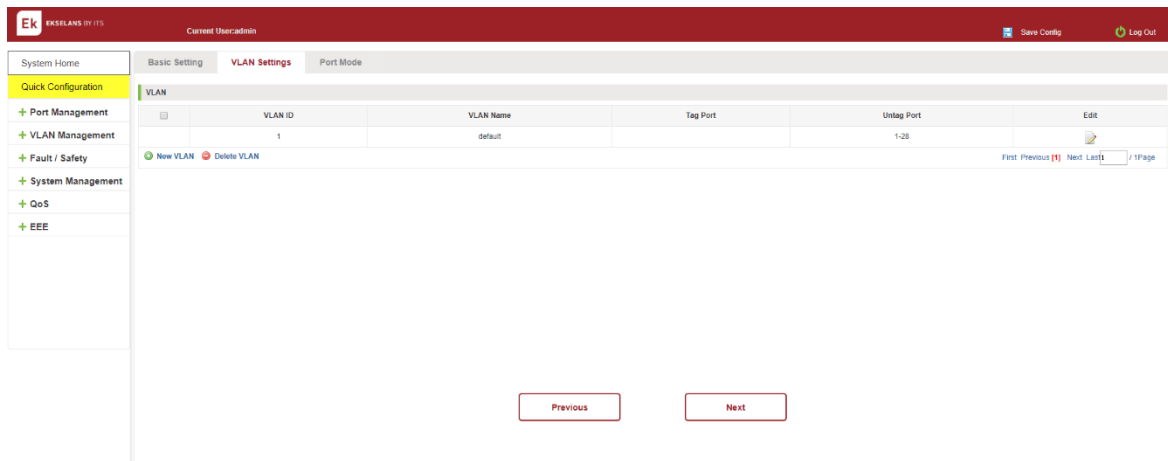 Ek EKSELANS BY ITS
Current User:admin
Save Config
Log Out
System Home
Quick Configuration
+ Port Management
+ VLAN Management
+ Fault / Safety
+ System Management
+ QoS
+ EEE
Basic Setting VLAN Settings Port Mode
VLAN
VLAN ID VLAN Name Tag Port Untag Port Edit
1 default 1-28
New VLAN Delete VLAN First Previous [1] Next Last 1 / 1Page
Previous Next